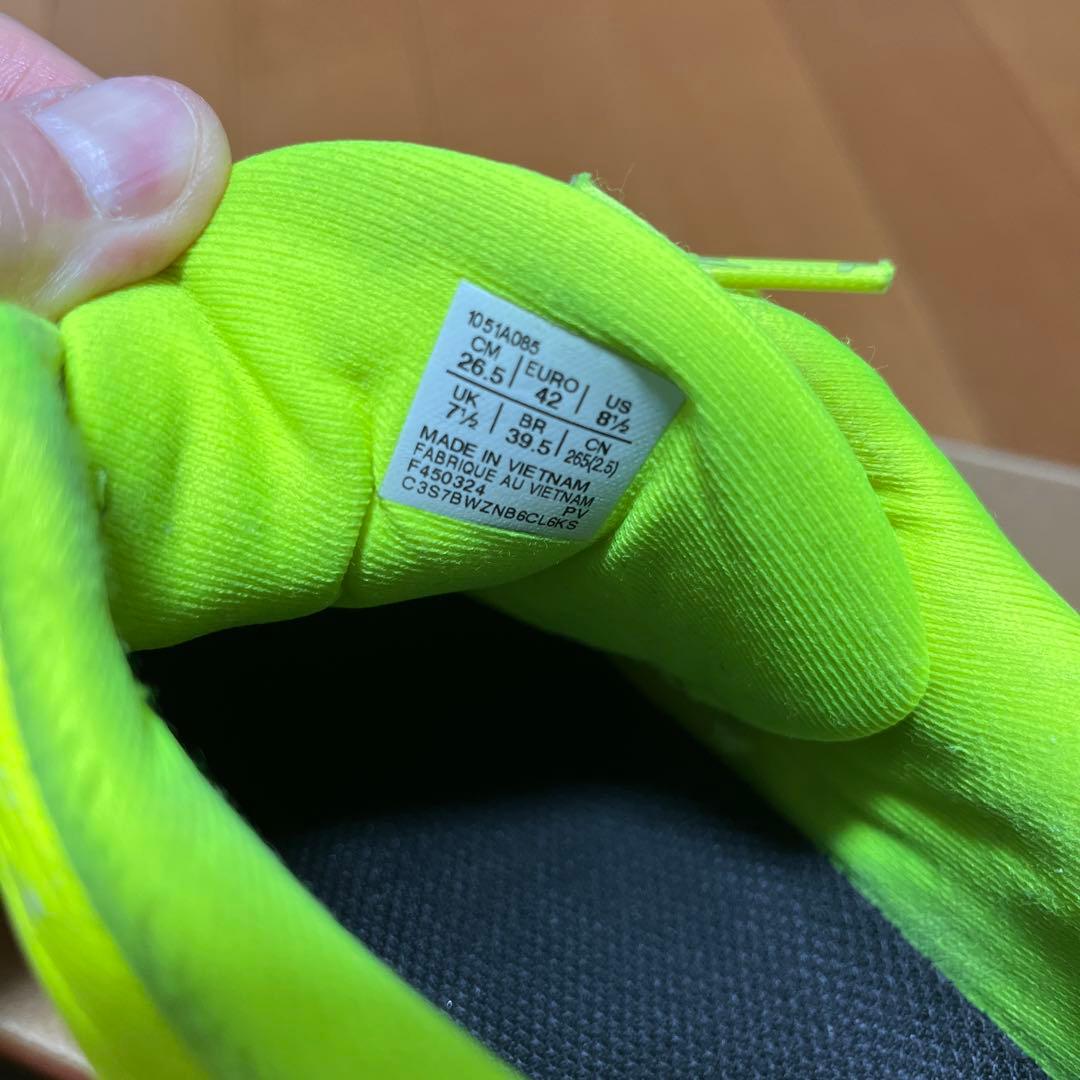 1051A085
CM | EURO | US
26.5 | 42 | 8½
UK | BR | CN
7½ | 39.5 | 265(2.5)
MADE IN VIETNAM
FABRIQUE AU VIETNAM
F450324 PV
C3S7BWZNB6CL6KS